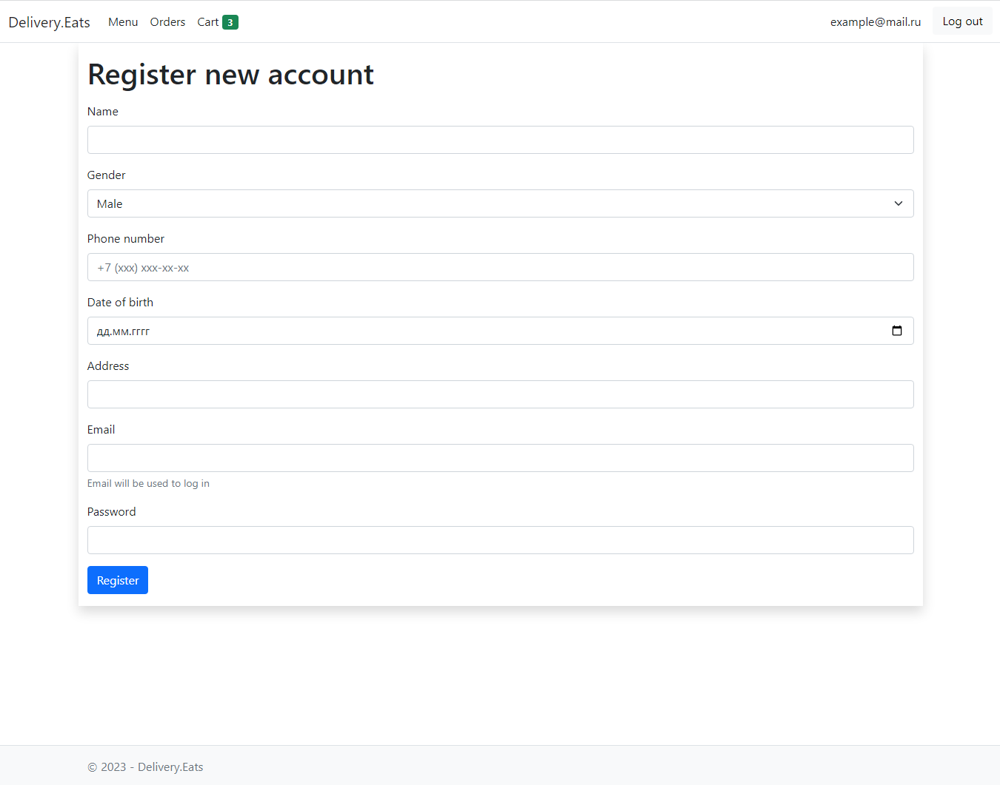 Delivery.Eats Menu Orders Cart 3 example@mail.ru Log out
Register new account
Name
Gender
Male
Phone number
+7 (xxx) xxx-xx-xx
Date of birth
дд.мм.гггг
Address
Email
Email will be used to log in
Password
Register
© 2023 - Delivery.Eats